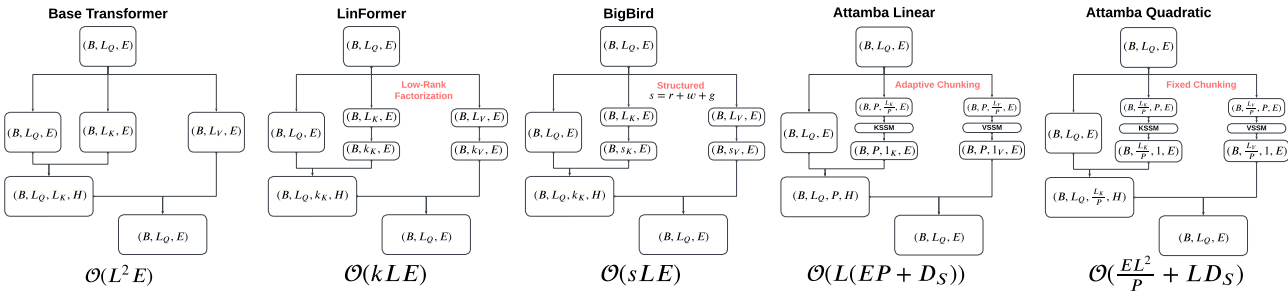 Base Transformer
(B, L_Q, E)
(B, L_Q, E)
(B, L_K, E)
(B, L_V, E)
(B, L_Q, L_K, H)
(B, L_Q, E)
𝒪(L²E)
LinFormer
(B, L_Q, E)
Low-Rank
Factorization
(B, L_Q, E)
(B, L_K, E)
(B, L_V, E)
(B, k_K, E)
(B, k_V, E)
(B, L_Q, k_K, H)
(B, L_Q, E)
𝒪(kLE)
BigBird
(B, L_Q, E)
Structured
s = r + w + g
(B, L_Q, E)
(B, L_K, E)
(B, L_V, E)
(B, s_K, E)
(B, s_V, E)
(B, L_Q, k_K, H)
(B, L_Q, E)
𝒪(sLE)
Attamba Linear
(B, L_Q, E)
Adaptive Chunking
(B, L_Q, E)
(B, P, L_K/P, E)
(B, P, L_V/P, E)
KSSM
VSSM
(B, P, 1_K, E)
(B, P, 1_V, E)
(B, L_Q, P, H)
(B, L_Q, E)
𝒪(L(EP + D_S))
Attamba Quadratic
(B, L_Q, E)
Fixed Chunking
(B, L_Q, E)
(B, L_K/P, P, E)
(B, L_V/P, P, E)
KSSM
VSSM
(B, L_K/P, 1, E)
(B, L_V/P, 1, E)
(B, L_Q, L_K/P, H)
(B, L_Q, E)
𝒪(EL²/P + LD_S)